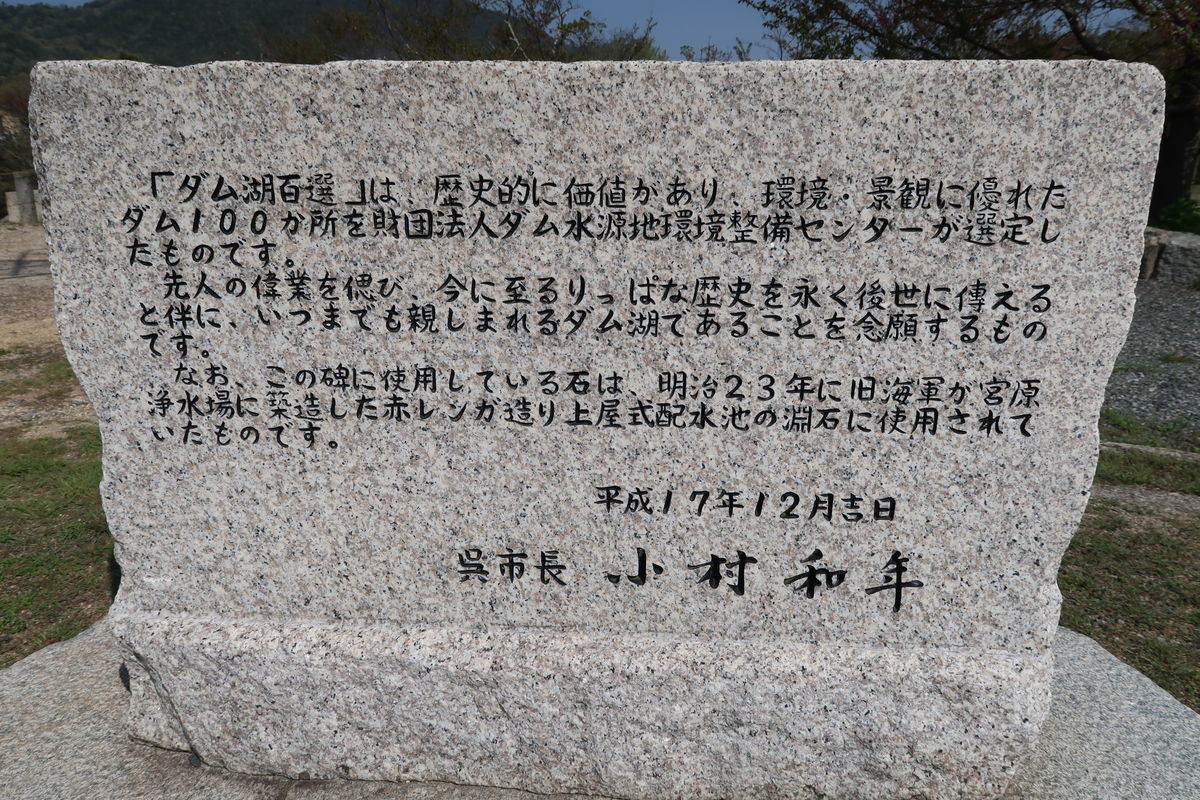 「ダム湖百選」は、歴史的に価値があり、環境・景観に優れた
ダム100か所を財団法人ダム水源地環境整備センターが選定し
たものです。
先人の偉業を偲び、今に至るりっぱな歴史を永く後世に傳える
と伴に、いつまでも親しまれるダム湖であることを念願するもの
です。
なお、この碑に使用している石は、明治23年に旧海軍が宮原
浄水場に築造した赤レンガ造り上屋式配水池の淵石に使用されて
いたものです。
平成17年12月吉日
呉市長 小村和年